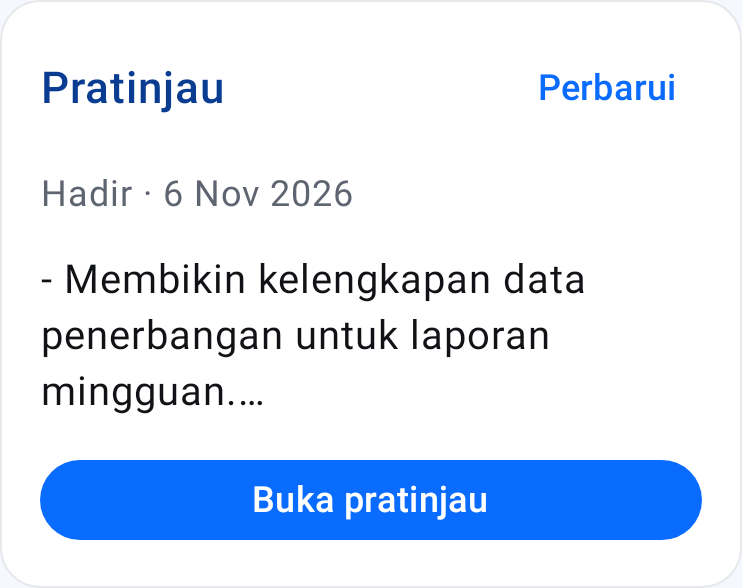 Pratinjau
Perbarui
Hadir · 6 Nov 2026
- Membikin kelengkapan data
penerbangan untuk laporan
mingguan.…
Buka pratinjau